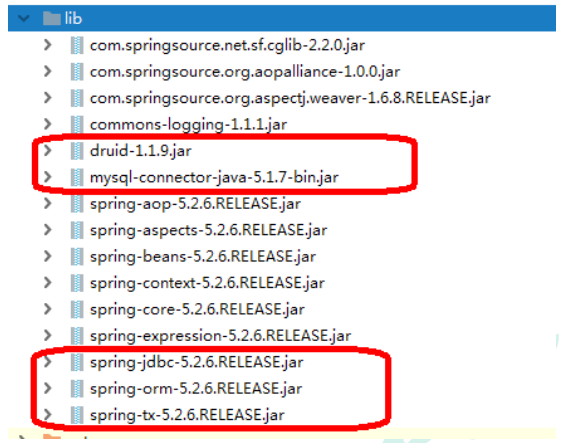 lib
com.springsource.net.sf.cglib-2.2.0.jar
com.springsource.org.aopalliance-1.0.0.jar
com.springsource.org.aspectj.weaver-1.6.8.RELEASE.jar
commons-logging-1.1.1.jar
druid-1.1.9.jar
mysql-connector-java-5.1.7-bin.jar
spring-aop-5.2.6.RELEASE.jar
spring-aspects-5.2.6.RELEASE.jar
spring-beans-5.2.6.RELEASE.jar
spring-context-5.2.6.RELEASE.jar
spring-core-5.2.6.RELEASE.jar
spring-expression-5.2.6.RELEASE.jar
spring-jdbc-5.2.6.RELEASE.jar
spring-orm-5.2.6.RELEASE.jar
spring-tx-5.2.6.RELEASE.jar